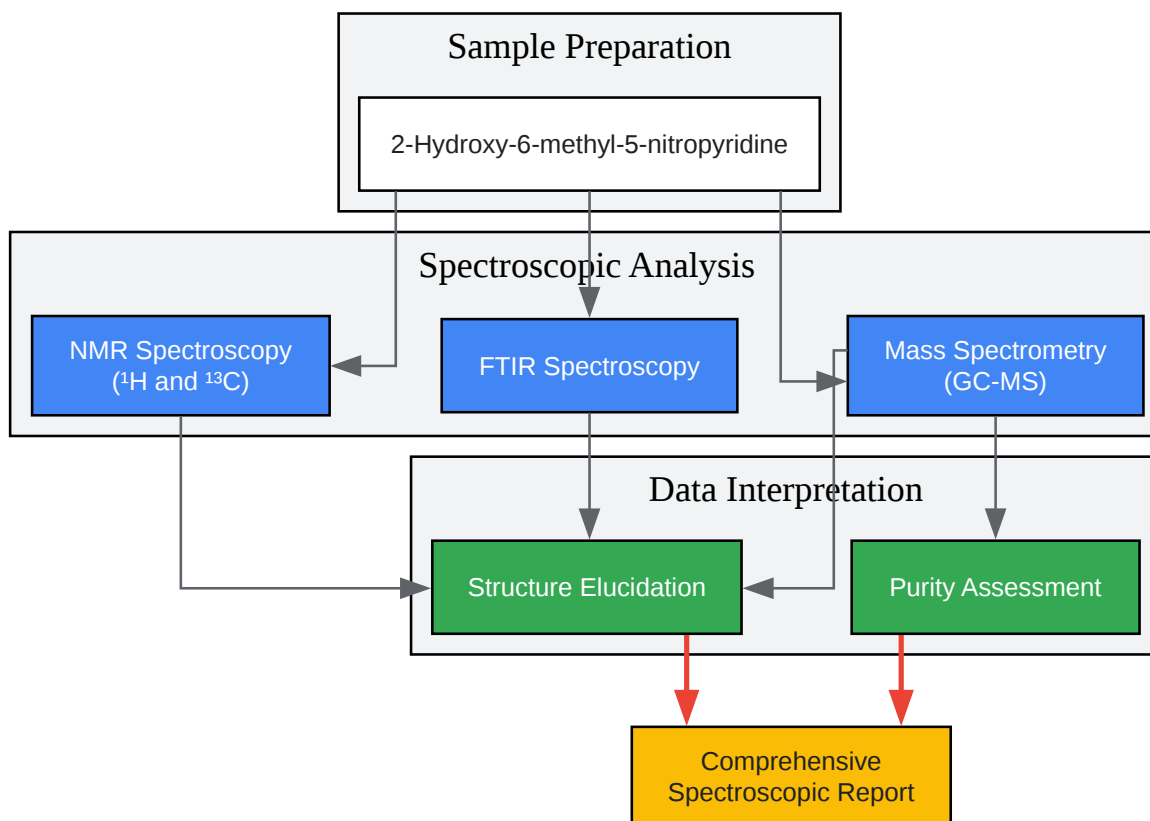 Sample Preparation
2-Hydroxy-6-methyl-5-nitropyridine
Spectroscopic Analysis
NMR Spectroscopy
(¹H and ¹³C)
FTIR Spectroscopy
Mass Spectrometry
(GC-MS)
Data Interpretation
Structure Elucidation
Purity Assessment
Comprehensive
Spectroscopic Report